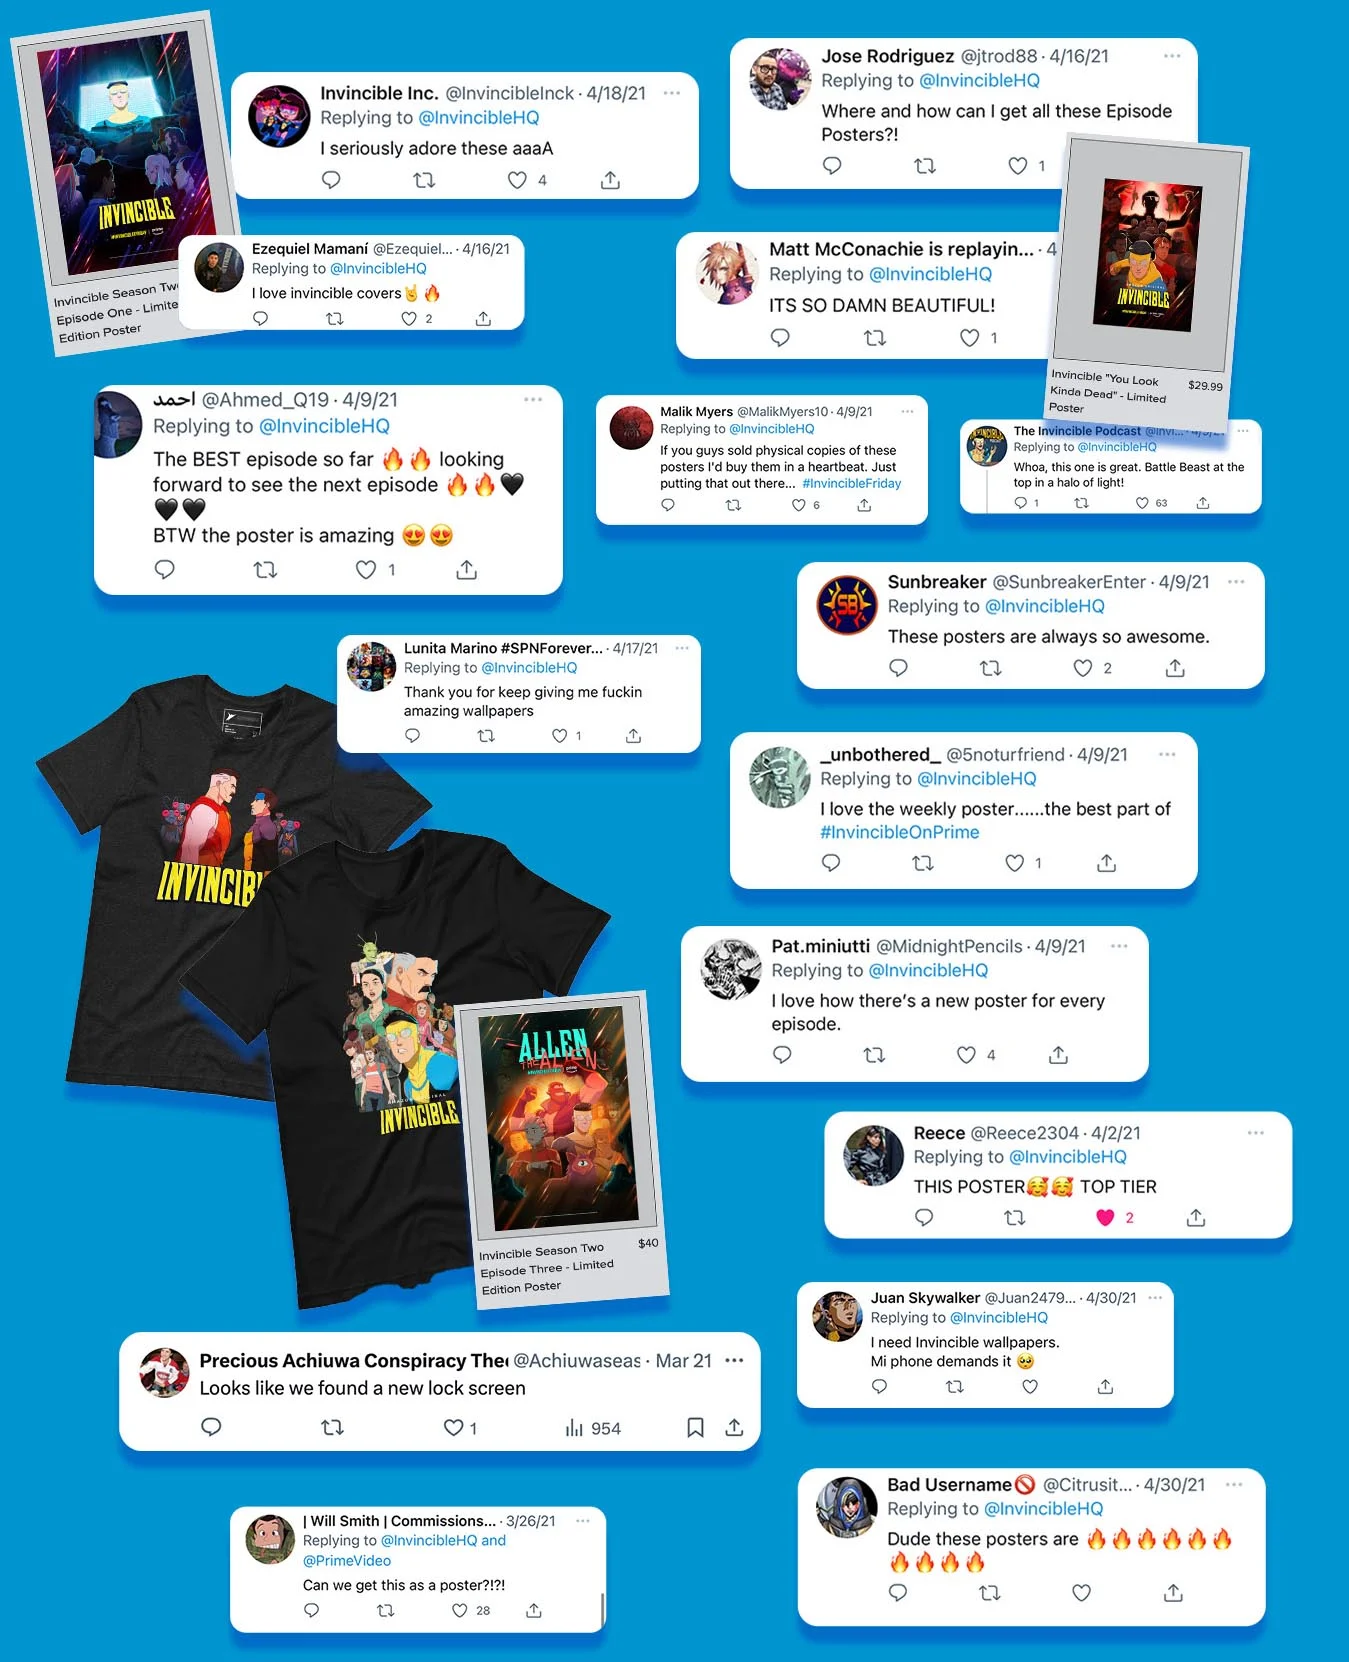 INVINCIBLE
Invincible Season Two
Episode One - Limite
Edition Poster
Invincible Inc. @InvincibleInck · 4/18/21
Replying to @InvincibleHQ
I seriously adore these aaaA
4
Jose Rodriguez @jtrod88 · 4/16/21
Replying to @InvincibleHQ
Where and how can I get all these Episode
Posters?!
1
Ezequiel Mamaní @Ezequiel... · 4/16/21
Replying to @InvincibleHQ
I love invincible covers🤘🔥
2
Matt McConachie is replayin... · 4
Replying to @InvincibleHQ
ITS SO DAMN BEAUTIFUL!
1
INVINCIBLE
Invincible "You Look $29.99
Kinda Dead" - Limited
Poster
احمد @Ahmed_Q19 · 4/9/21
Replying to @InvincibleHQ
The BEST episode so far 🔥🔥 looking
forward to see the next episode 🔥🔥🖤
🖤🖤
BTW the poster is amazing 😍😍
1
Malik Myers @MalikMyers10 · 4/9/21
Replying to @InvincibleHQ
If you guys sold physical copies of these
posters I'd buy them in a heartbeat. Just
putting that out there... #InvincibleFriday
6
The Invincible Podcast @Invi... · 4/9/21
Replying to @InvincibleHQ
Whoa, this one is great. Battle Beast at the
top in a halo of light!
1 63
SB
Sunbreaker @SunbreakerEnter · 4/9/21
Replying to @InvincibleHQ
These posters are always so awesome.
2
Lunita Marino #SPNForever... · 4/17/21
Replying to @InvincibleHQ
Thank you for keep giving me fuckin
amazing wallpapers
1
_unbothered_ @5noturfriend · 4/9/21
Replying to @InvincibleHQ
I love the weekly poster......the best part of
#InvincibleOnPrime
1
INVINCIB
Pat.miniutti @MidnightPencils · 4/9/21
Replying to @InvincibleHQ
I love how there's a new poster for every
episode.
4
INVINCIBLE
ALLEN
THE ALIEN
Invincible Season Two $40
Episode Three - Limited
Edition Poster
Reece @Reece2304 · 4/2/21
Replying to @InvincibleHQ
THIS POSTER🥰🥰 TOP TIER
2
Juan Skywalker @Juan2479... · 4/30/21
Replying to @InvincibleHQ
I need Invincible wallpapers.
Mi phone demands it 🥺
Precious Achiuwa Conspiracy The @Achiuwaseas · Mar 21
Looks like we found a new lock screen
1 954
Bad Username🚫 @Citrusit... · 4/30/21
Replying to @InvincibleHQ
Dude these posters are 🔥🔥🔥🔥🔥🔥
🔥🔥🔥🔥
| Will Smith | Commissions... · 3/26/21
Replying to @InvincibleHQ and
@PrimeVideo
Can we get this as a poster?!?!
28